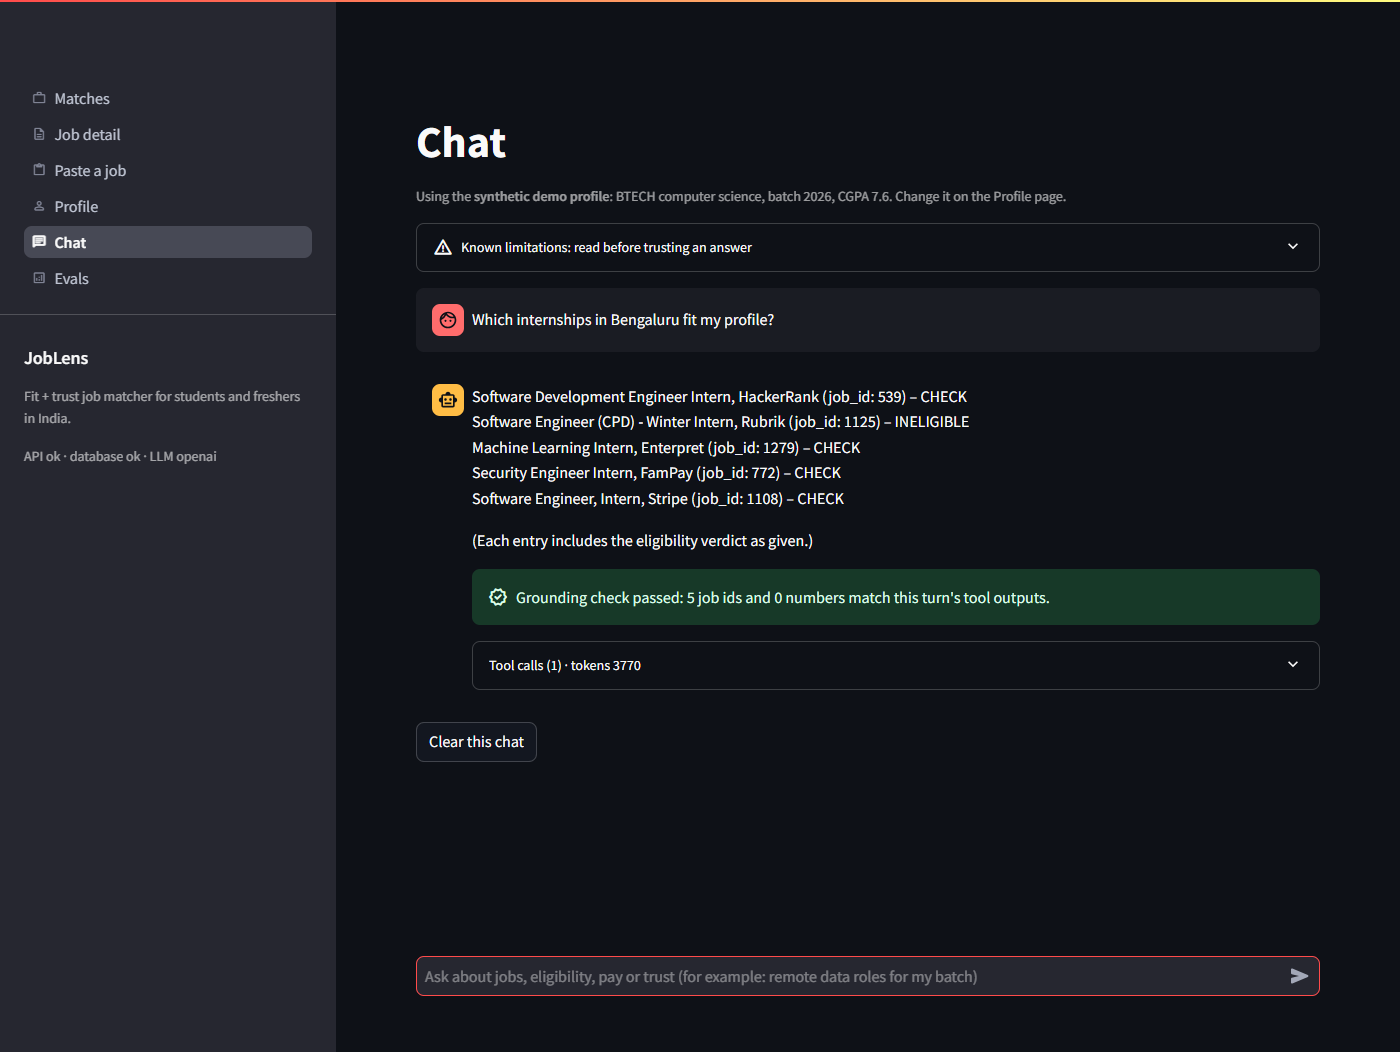 Matches
Job detail
Paste a job
Profile
Chat
Evals
JobLens
Fit + trust job matcher for students and freshers
in India.
API ok · database ok · LLM openai
Chat
Using the synthetic demo profile: BTECH computer science, batch 2026, CGPA 7.6. Change it on the Profile page.
Known limitations: read before trusting an answer
Which internships in Bengaluru fit my profile?
Software Development Engineer Intern, HackerRank (job_id: 539) – CHECK
Software Engineer (CPD) - Winter Intern, Rubrik (job_id: 1125) – INELIGIBLE
Machine Learning Intern, Enterpret (job_id: 1279) – CHECK
Security Engineer Intern, FamPay (job_id: 772) – CHECK
Software Engineer, Intern, Stripe (job_id: 1108) – CHECK
(Each entry includes the eligibility verdict as given.)
Grounding check passed: 5 job ids and 0 numbers match this turn's tool outputs.
Tool calls (1) · tokens 3770
Clear this chat
Ask about jobs, eligibility, pay or trust (for example: remote data roles for my batch)